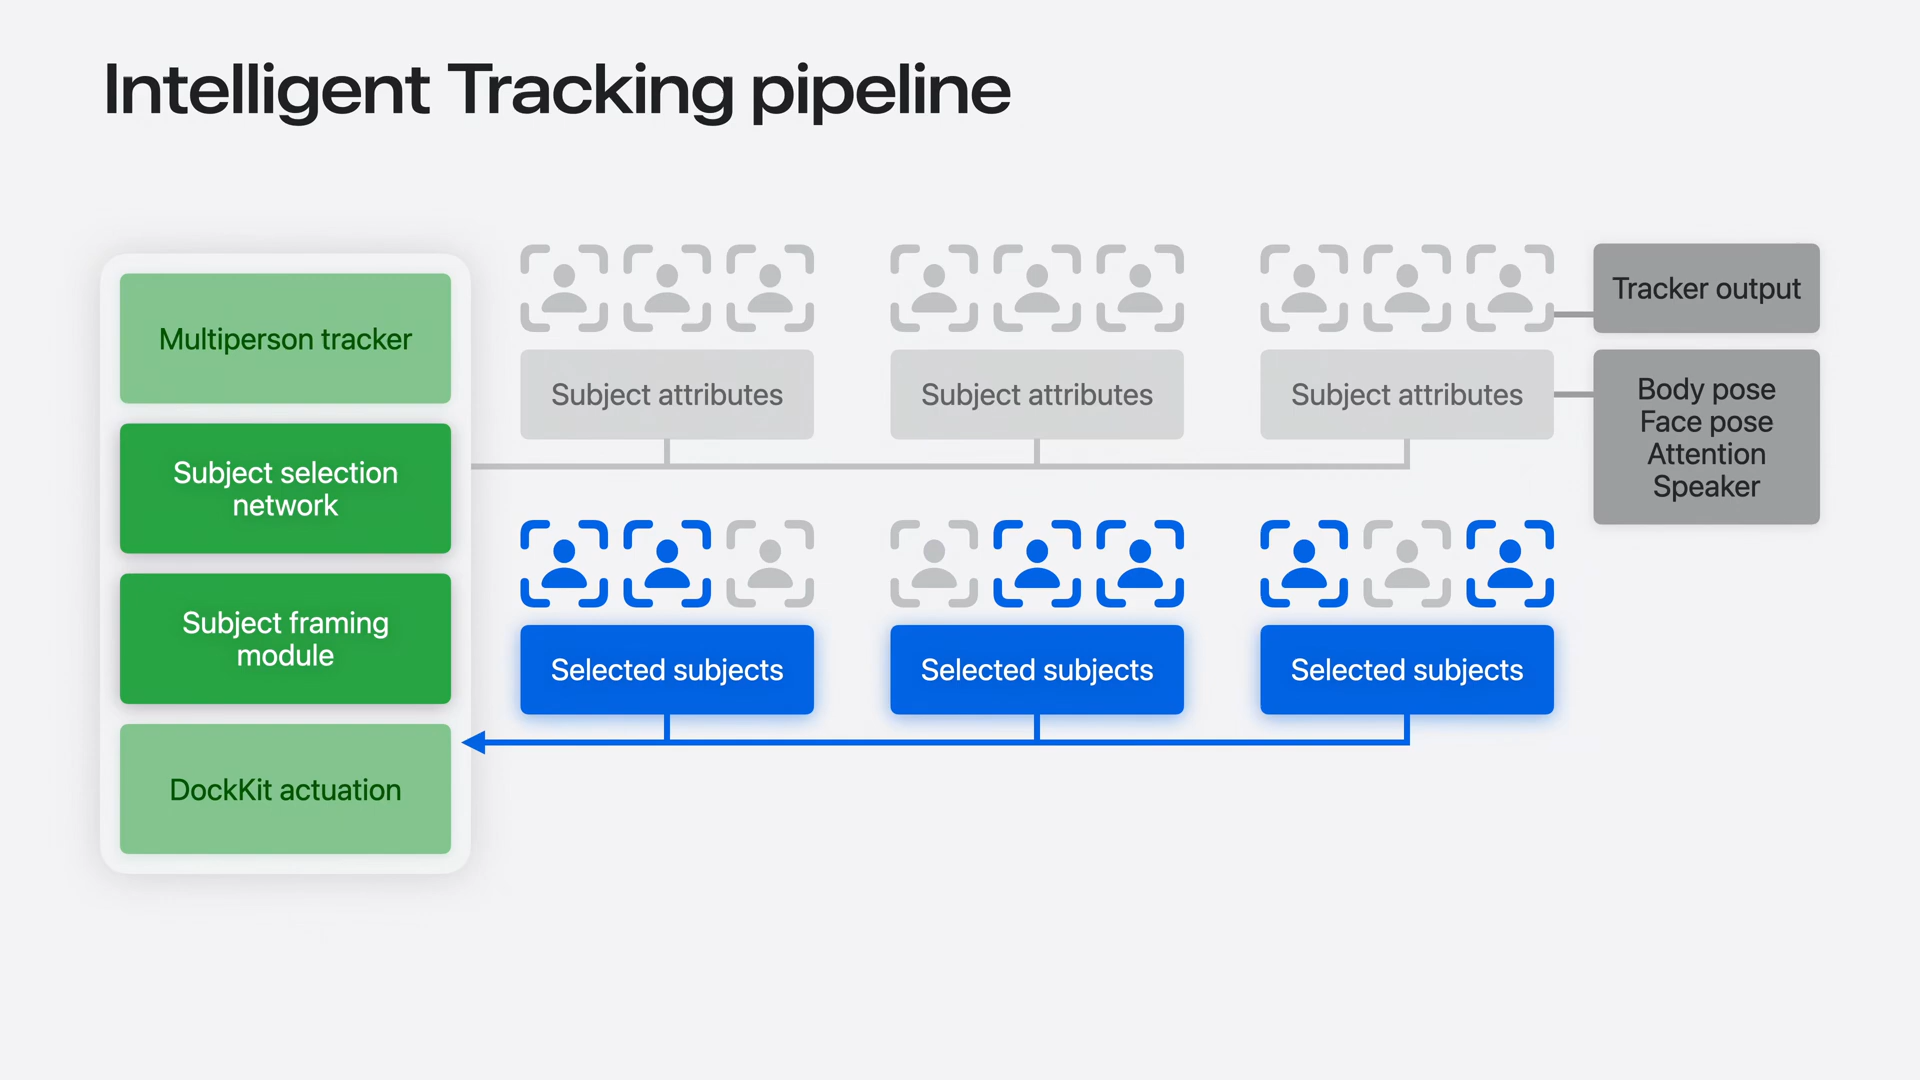 Intelligent Tracking pipeline
Multiperson tracker
Subject selection
network
Subject framing
module
DockKit actuation
Subject attributes
Subject attributes
Subject attributes
Tracker output
Body pose
Face pose
Attention
Speaker
Selected subjects
Selected subjects
Selected subjects